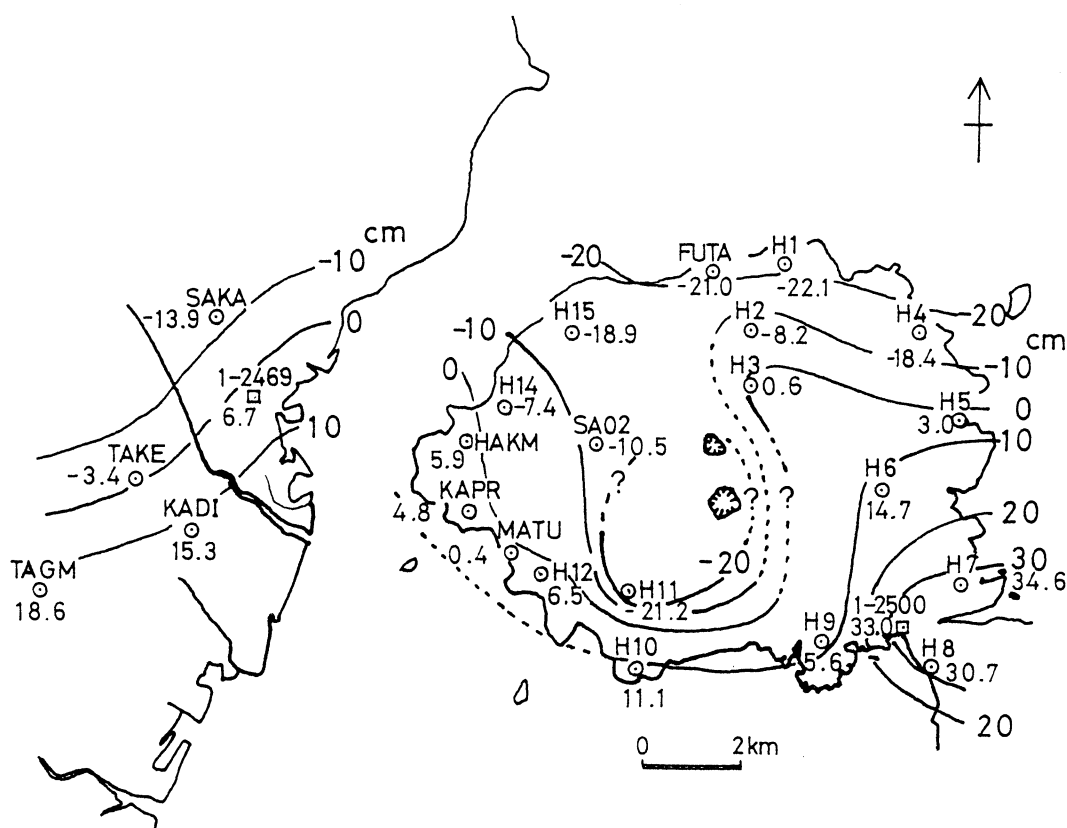 cm
-10
SAKA
-13.9
0
1-2469
6.7
10
TAKE
-3.4
KADI
15.3
TAGM
18.6
-20
FUTA
-21.0
H1
-22.1
H15
-18.9
H2
-8.2
H4
-18.4
20
cm
-10
-10
0
H14
-7.4
H3
0.6
H5
3.0
0
10
HAKM
5.9
SA02
-10.5
?
KAPR
4.8
H6
14.7
?
?
20
MATU
0.4
H12
6.5
-20
H11
-21.2
H7
30
34.6
1-2500
33.0
H9
5.6
H8
30.7
H10
11.1
20
0 2km